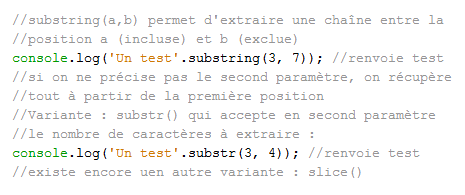 //substring(a,b) permet d'extraire une chaîne entre la
//position a (incluse) et b (exclue)
console.log('Un test'.substring(3, 7)); //renvoie test
//si on ne précise pas le second paramètre, on récupère
//tout à partir de la première position
//Variante : substr() qui accepte en second paramètre
//le nombre de caractères à extraire :
console.log('Un test'.substr(3, 4)); //renvoie test
//existe encore uen autre variante : slice()